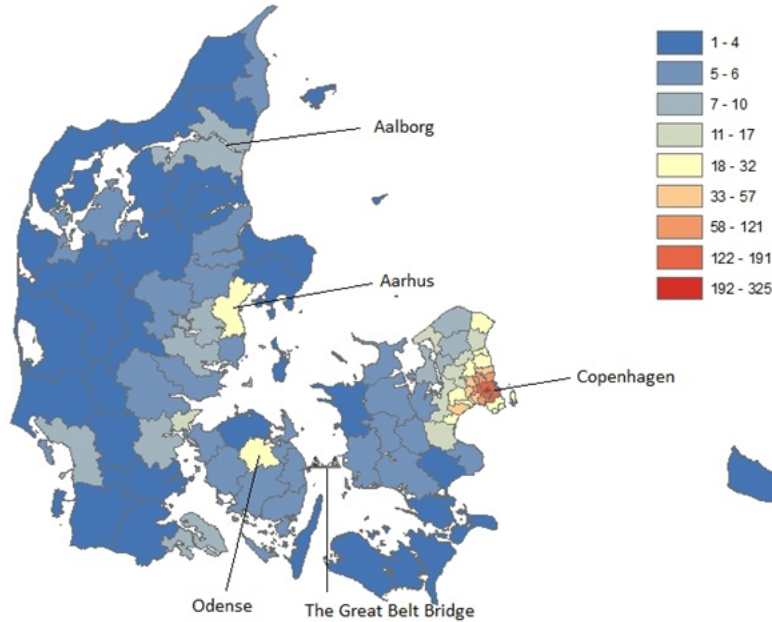 1 - 4
5 - 6
7 - 10
11 - 17
18 - 32
33 - 57
58 - 121
122 - 191
192 - 325
Aalborg
Aarhus
Copenhagen
Odense
The Great Belt Bridge